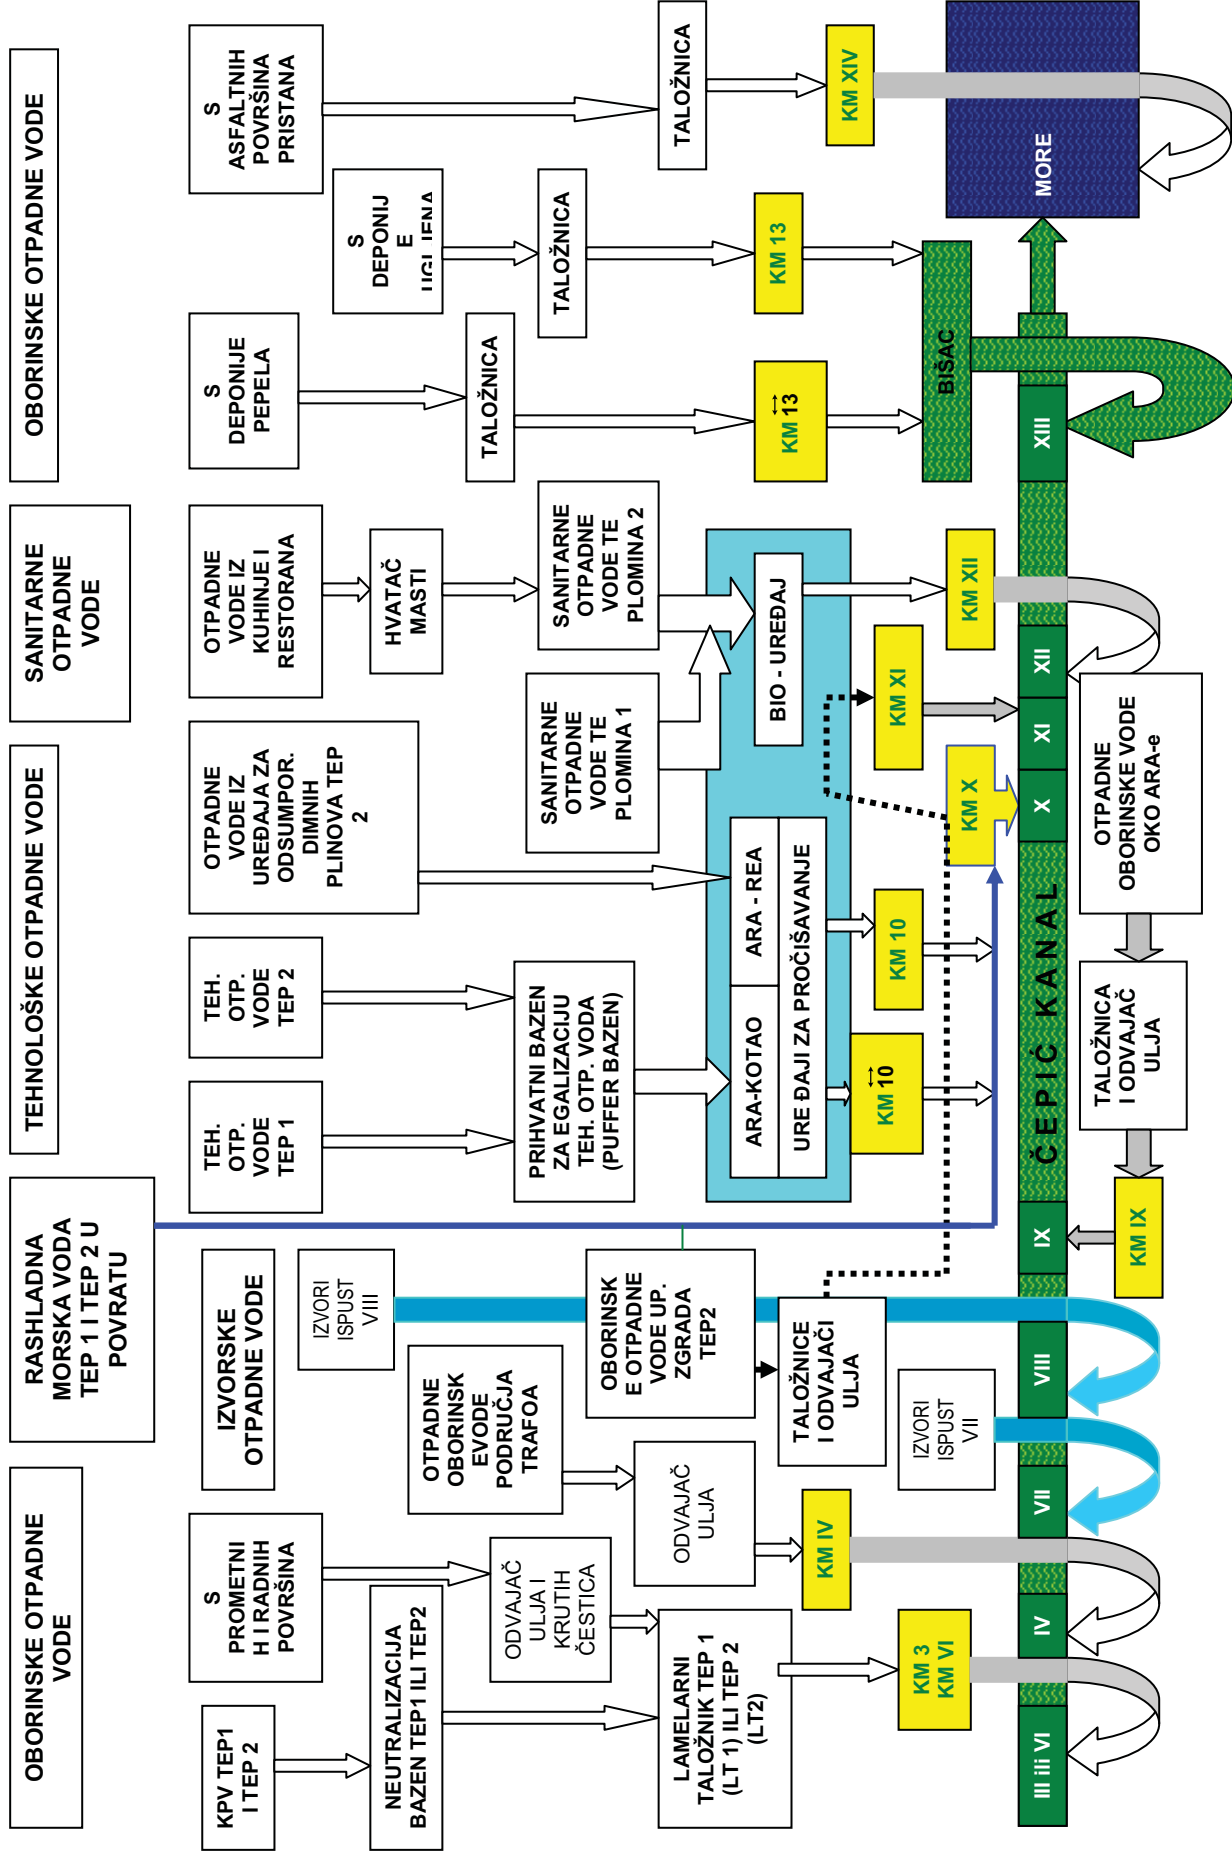 OBORINSKE OTPADNE
VODE
RASHLADNA
MORSKA VODA
TEP 1 I TEP 2 U
POVRATU
TEHNOLOŠKE OTPADNE VODE
SANITARNE
OTPADNE
VODE
OBORINSKE OTPADNE VODE
KPV TEP1
I TEP 2
S
PROMETNI
H I RADNIH
POVRŠINA
IZVORSKE
OTPADNE VODE
TEH.
OTP.
VODE
TEP 1
TEH.
OTP.
VODE
TEP 2
OTPADNE
VODE IZ
UREĐAJA ZA
ODSUMPOR.
DIMNIH
PLINOVA TEP
2
OTPADNE
VODE IZ
KUHINJE I
RESTORANA
S
DEPONIJE
PEPELA
S
DEPONIJ
E
UGLJENA
S
ASFALTNIH
POVRŠINA
PRISTANA
NEUTRALIZACIJA
BAZEN TEP1 ILI TEP2
IZVORI
ISPUST
VIII
HVATAČ
MASTI
ODVAJAČ
ULJA I
KRUTIH
ČESTICA
OTPADNE
OBORINSK
EVODE
PODRUČJA
TRAFOA
PRIHVATNI BAZEN
ZA EGALIZACIJU
TEH. OTP. VODA
(PUFFER BAZEN)
SANITARNE
OTPADNE
VODE TE
PLOMINA 1
SANITARNE
OTPADNE
VODE TE
PLOMINA 2
TALOŽNICA
TALOŽNICA
TALOŽNICA
LAMELARNI
TALOŽNIK TEP 1
(LT 1) ILI TEP 2
(LT2)
ODVAJAČ
ULJA
OBORINSK
E OTPADNE
VODE UP.
ZGRADA
TEP2
ARA-KOTAO
ARA - REA
URE ĐAJI ZA PROČIŠAVANJE
BIO - UREĐAJ
TALOŽNICE
I ODVAJAČI
ULJA
KM IV
KM 3
KM VI
IZVORI
ISPUST
VII
KM 10
↔
KM 10
KM X
KM XI
KM XII
KM 13
↔
KM 13
KM XIV
BIŠAC
MORE
III ili VI
IV
VII
VIII
IX
ČEPIĆ KANAL
X
XI
XII
XIII
KM IX
TALOŽNICA
I ODVAJAČ
ULJA
OTPADNE
OBORINSKE VODE
OKO ARA-e